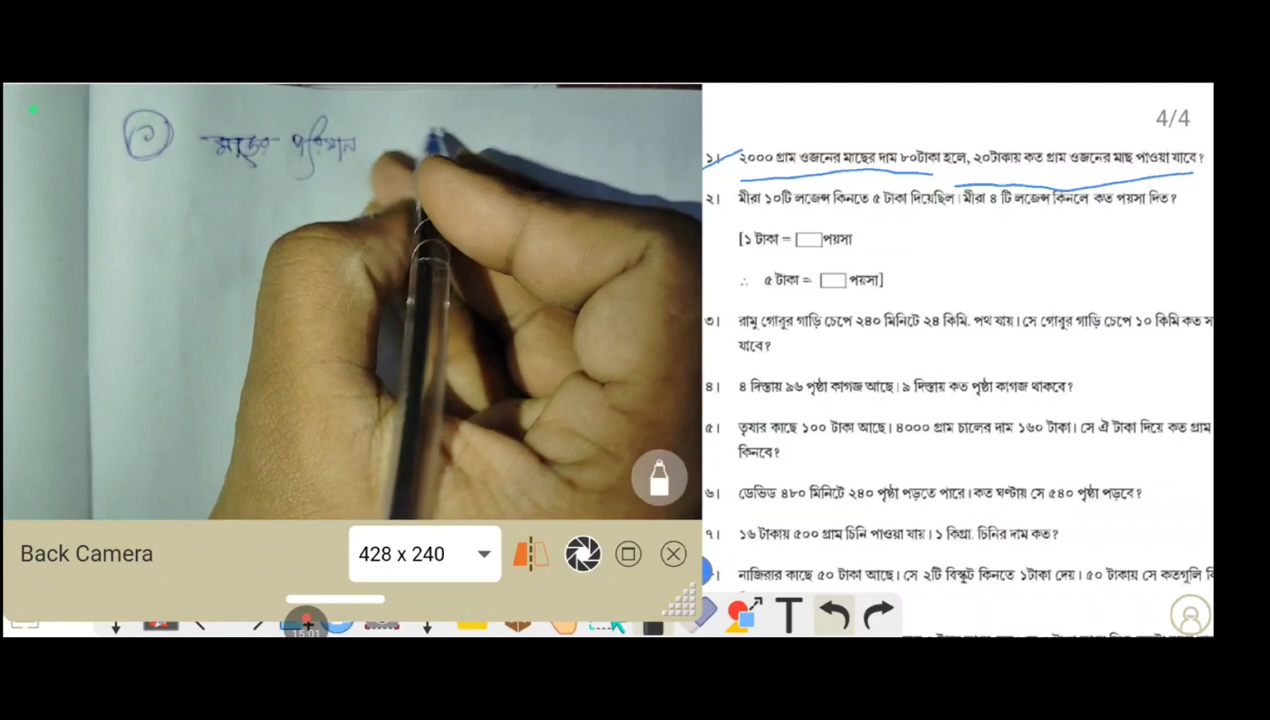 ১ মাছের পরিমান
4/4
১। ২০০০ গ্রাম ওজনের মাছের দাম ৮০টাকা হলে, ২০টাকায় কত গ্রাম ওজনের মাছ পাওয়া যাবে?
২। মীরা ১০টি লজেন্স কিনতে ৫ টাকা দিয়েছিল। মীরা ৪ টি লজেন্স কিনলে কত পয়সা দিত?
[১ টাকা = পয়সা
∴ ৫ টাকা = পয়সা]
৩। রামু গোরুর গাড়ি চেপে ২৪০ মিনিটে ২৪ কিমি. পথ যায়। সে গোরুর গাড়ি চেপে ১০ কিমি কত
যাবে?
৪। ৪ দিস্তায় ৯৬ পৃষ্ঠা কাগজ আছে। ৯ দিস্তায় কত পৃষ্ঠা কাগজ থাকবে?
৫। তৃষার কাছে ১০০ টাকা আছে। ৪০০০ গ্রাম চালের দাম ১৬০ টাকা। সে ঐ টাকা দিয়ে কত গ্রাম
কিনবে?
৬। ডেভিড ৪৮০ মিনিটে ২৪০ পৃষ্ঠা পড়তে পারে। কত ঘণ্টায় সে ৫৪০ পৃষ্ঠা পড়বে?
৭। ১৬ টাকায় ৫০০ গ্রাম চিনি পাওয়া যায়। ১ কিগ্রা. চিনির দাম কত?
নাজিরার কাছে ৫০ টাকা আছে। সে ২টি বিস্কুট কিনতে ১টাকা দেয়। ৫০ টাকায় সে কতগুলি
Back Camera
428 x 240
15:01
T